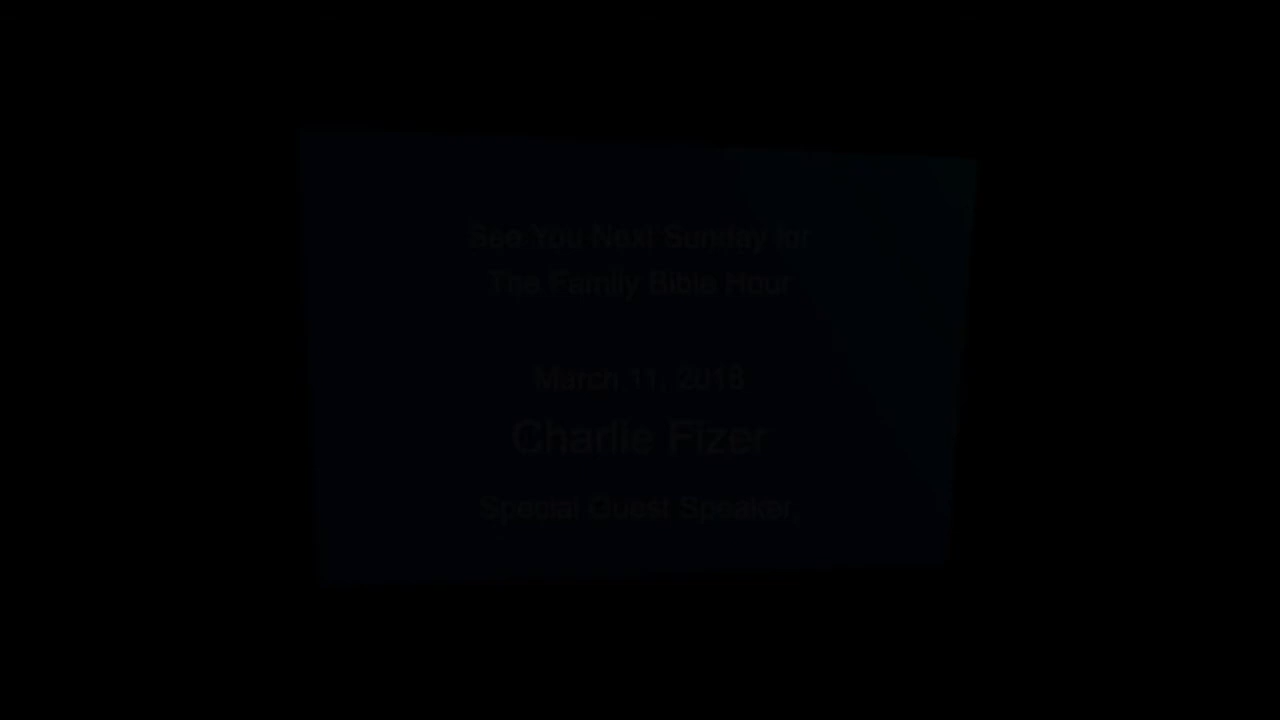 See You Next Sunday for
The Family Bible Hour
March 11, 2018
Charlie Fizer
Special Guest Speaker